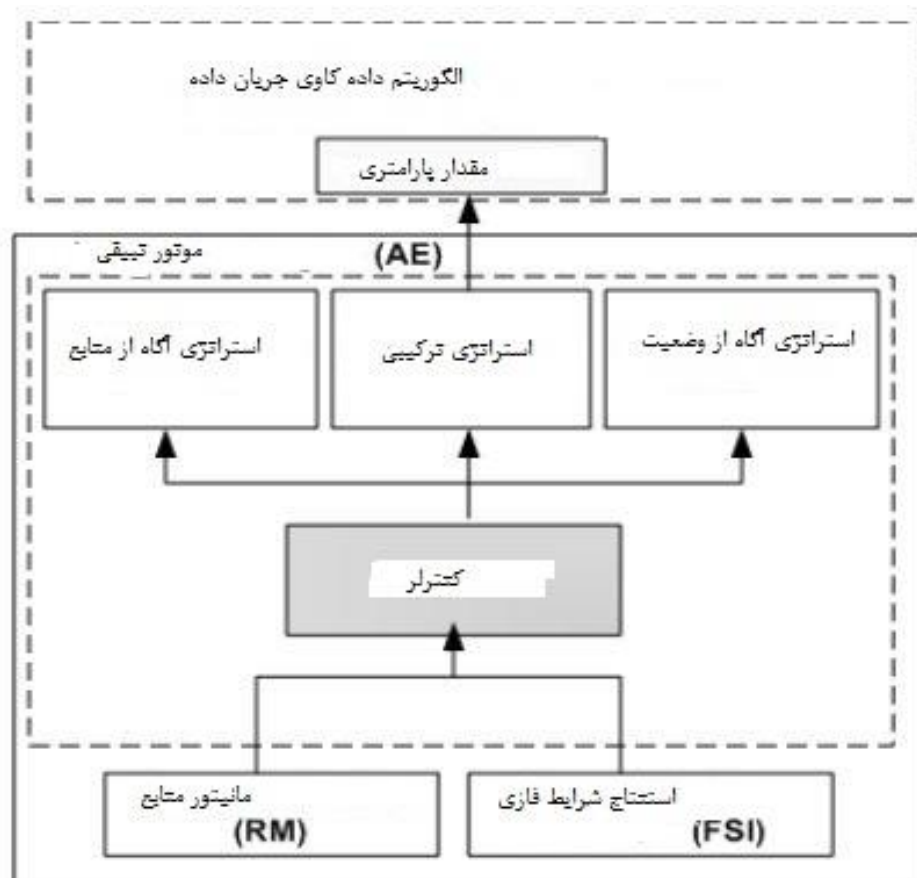 الگوریتم داده کاوی جریان داده
مقدار پارامتری
موتور تبیقی (AE)
استراتژی آگاه از وضعیت
استراتژی ترکیبی
استراتژی آگاه از منابع
کنترلر
استنتاج شرایط فازی
(FSI)
مانیتور منابع
(RM)